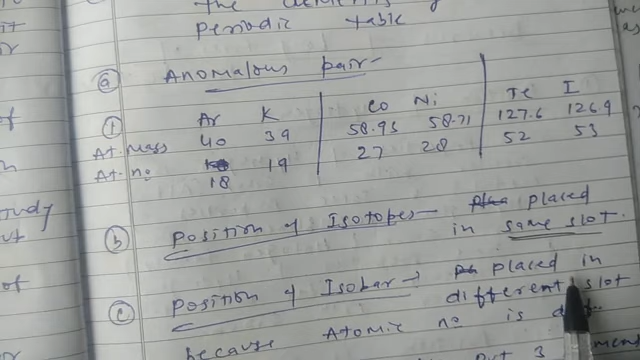 the
Periodic table
ⓐ Anomalous pair-
① Ar K Co Ni Te I
At. mass 40 39 58.93 58.71 127.6 126.9
At. no 18 19 27 28 52 53
ⓑ Position of Isotopes- placed
in same slot.
ⓒ Position of Isobar → placed in
different slot
because Atomic no is